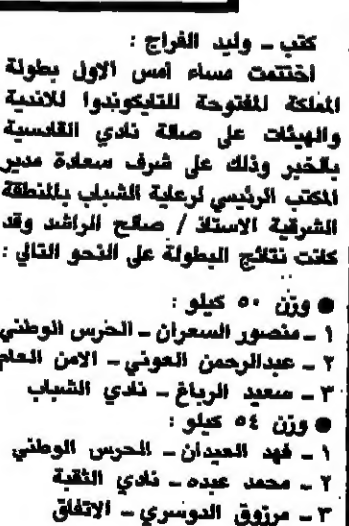 كتب ـ وليد الفراج :
اختتمت مساء امس الاول بطولة
المملكة المفتوحة للتايكوندوا للاندية
والهيئات على صالة نادي القادسية
بالخبر وذلك على شرف سعادة مدير
المكتب الرئيسي لرعاية الشباب بالمنطقة
الشرقية الاستاذ / صالح الراشد وقد
كانت نتائج البطولة على النحو التالي :
● وزن ٥٠ كيلو :
١ ـ منصور السعران ـ الحرس الوطني
٢ ـ عبدالرحمن العوني ـ الامن العام
٣ ـ سعيد الرباغ ـ نادي الشباب
● وزن ٥٤ كيلو :
١ ـ فهد العيدان ـ الحرس الوطني
٢ ـ محمد عبده ـ نادي الثقبة
٣ ـ مرزوق الدوسري ـ الاتفاق